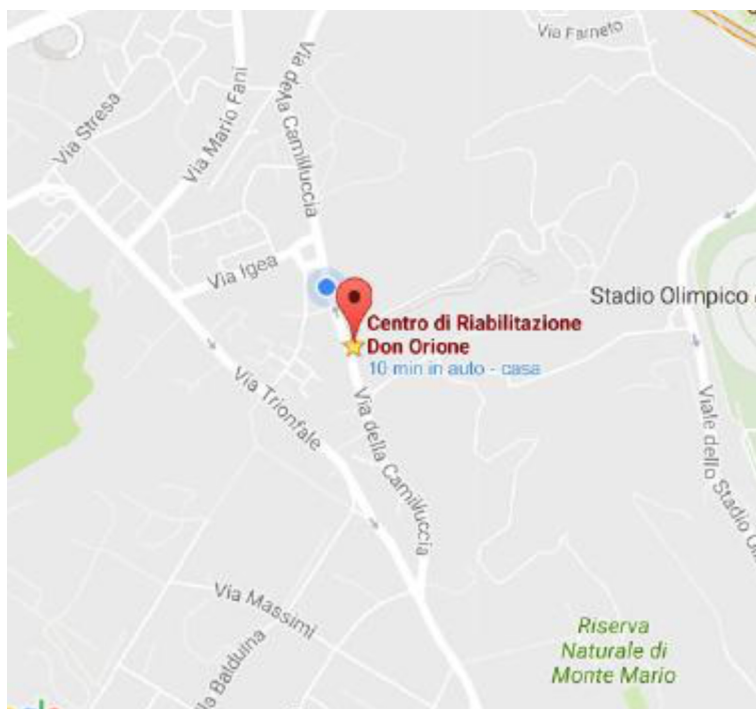 Via Farneto
Via della Camilluccia
Via Mario Fani
Via Stresa
Via Igea
Stadio Olimpico
Centro di Riabilitazione
Don Orione
10 min in auto - casa
Via Trionfale
Via della Camilluccia
Viale dello Stadio
Via Massimi
Balduina
Riserva
Naturale di
Monte Mario